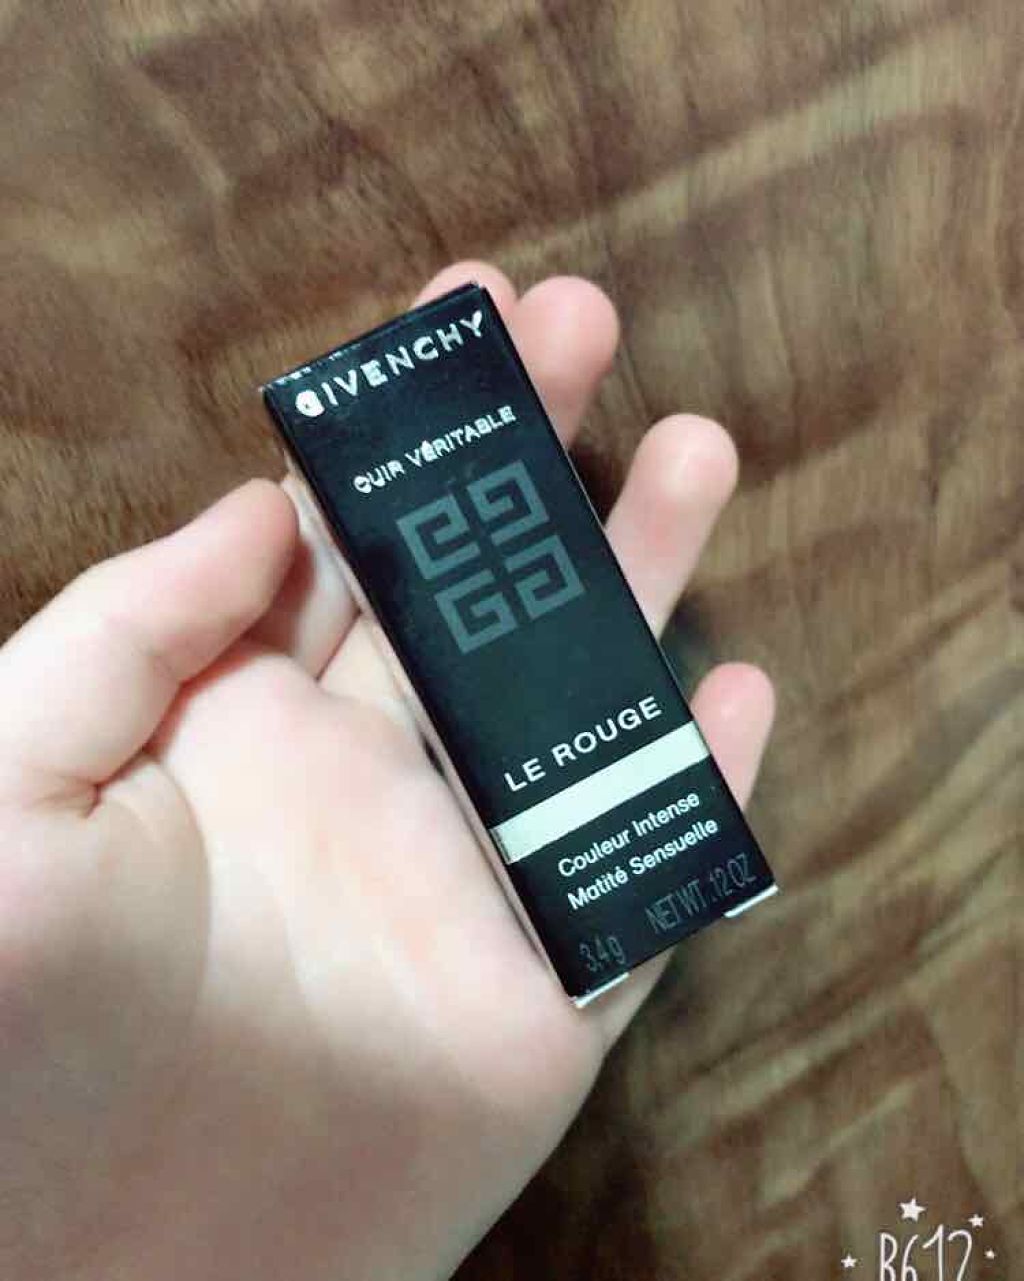 GIVENCHY
CUIR VÉRITABLE
LE ROUGE
Couleur Intense
Matité Sensuelle
3.4g NET WT. .12 OZ
B612